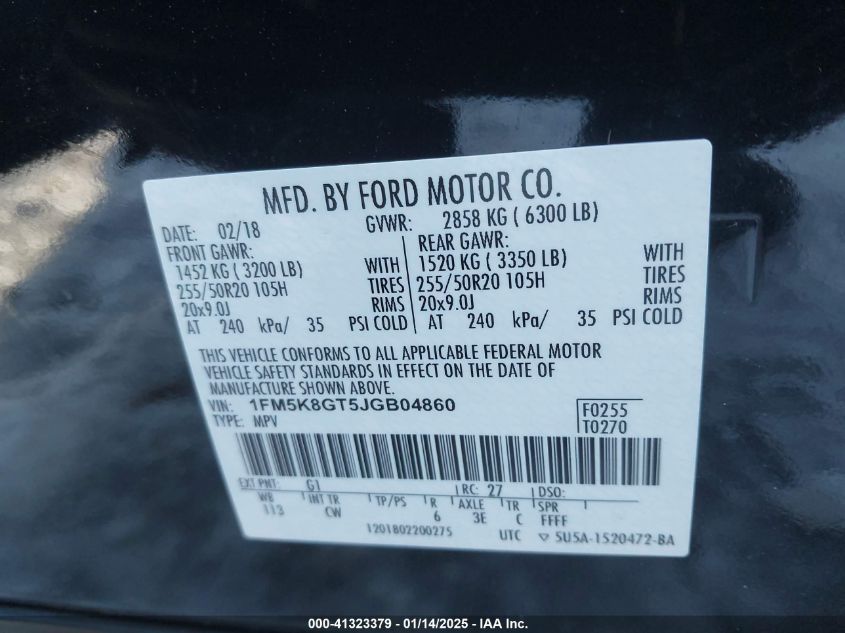 MFD. BY FORD MOTOR CO.
DATE: 02/18 GVWR: 2858 KG ( 6300 LB)
FRONT GAWR: REAR GAWR:
1452 KG ( 3200 LB) WITH 1520 KG ( 3350 LB) WITH
255/50R20 105H TIRES 255/50R20 105H TIRES
20x9.0J RIMS 20x9.0J RIMS
AT 240 kPa/ 35 PSI COLD AT 240 kPa/ 35 PSI COLD
THIS VEHICLE CONFORMS TO ALL APPLICABLE FEDERAL MOTOR
VEHICLE SAFETY STANDARDS IN EFFECT ON THE DATE OF
MANUFACTURE SHOWN ABOVE.
VIN: 1FM5K8GT5JGB04860 F0255
TYPE: MPV T0270
EXT PNT: G1 RC: 27 DSO:
WB INT TR TP/PS R AXLE TR SPR
113 CW 6 3E C FFFF
1201802200275 UTC ▽ 5U5A-1520472-BA
000-41323379 - 01/14/2025 - IAA Inc.